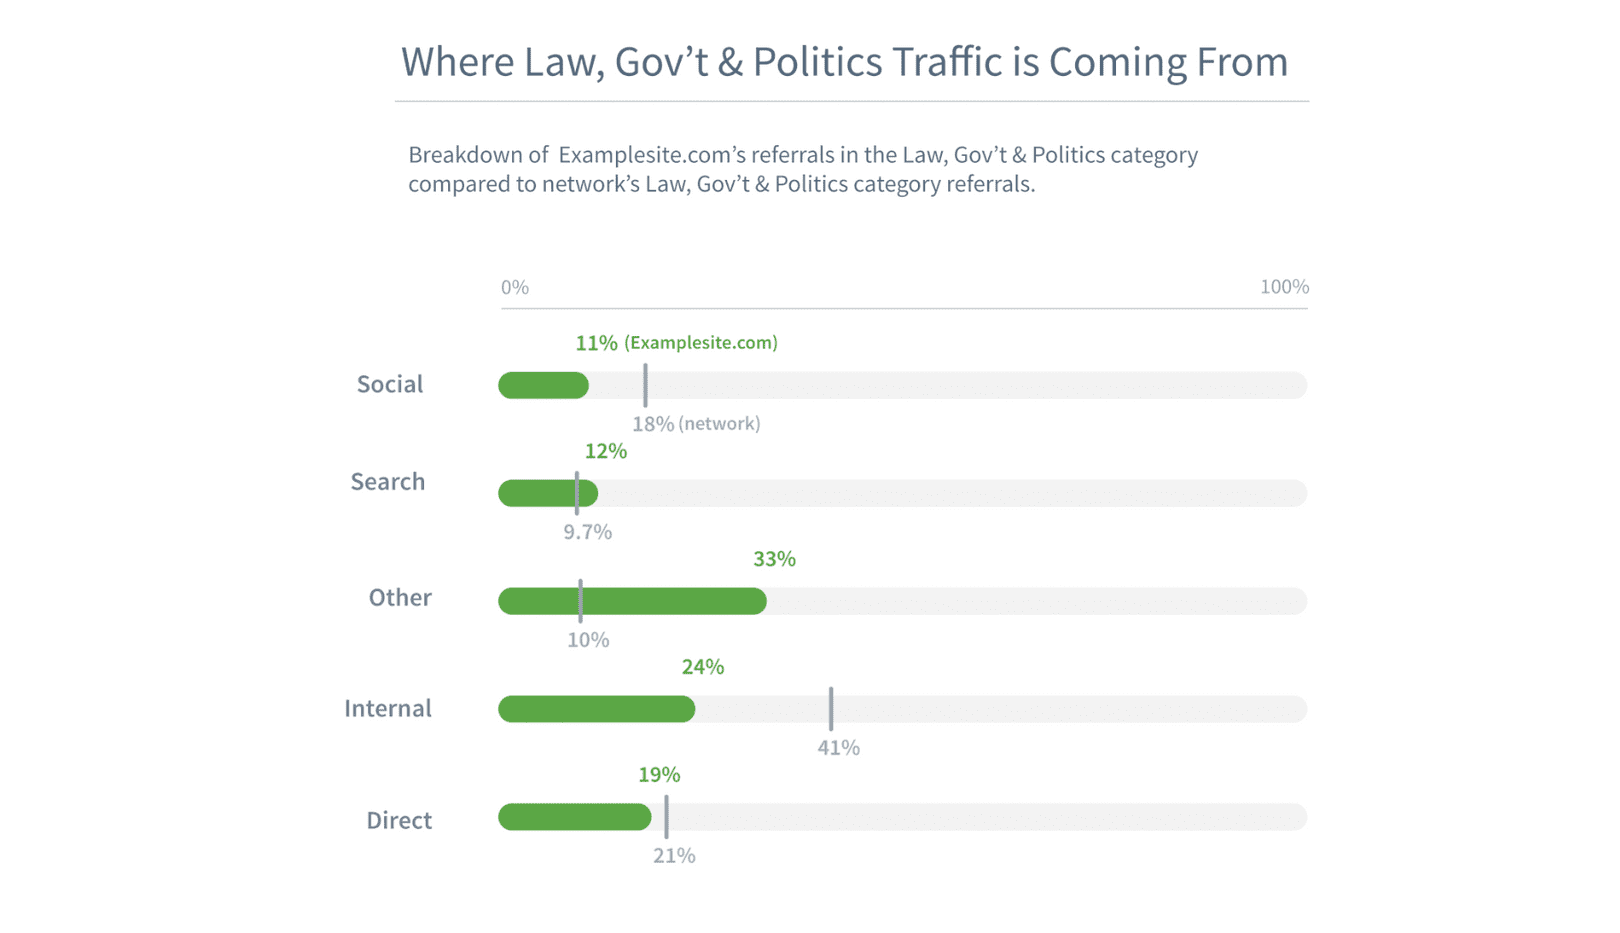 Where Law, Gov’t & Politics Traffic is Coming From
Breakdown of Examplesite.com’s referrals in the Law, Gov’t & Politics category
compared to network’s Law, Gov’t & Politics category referrals.
0% 100%
11% (Examplesite.com)
Social
18% (network)
12%
Search
9.7%
33%
Other
10%
24%
Internal
41%
19%
Direct
21%